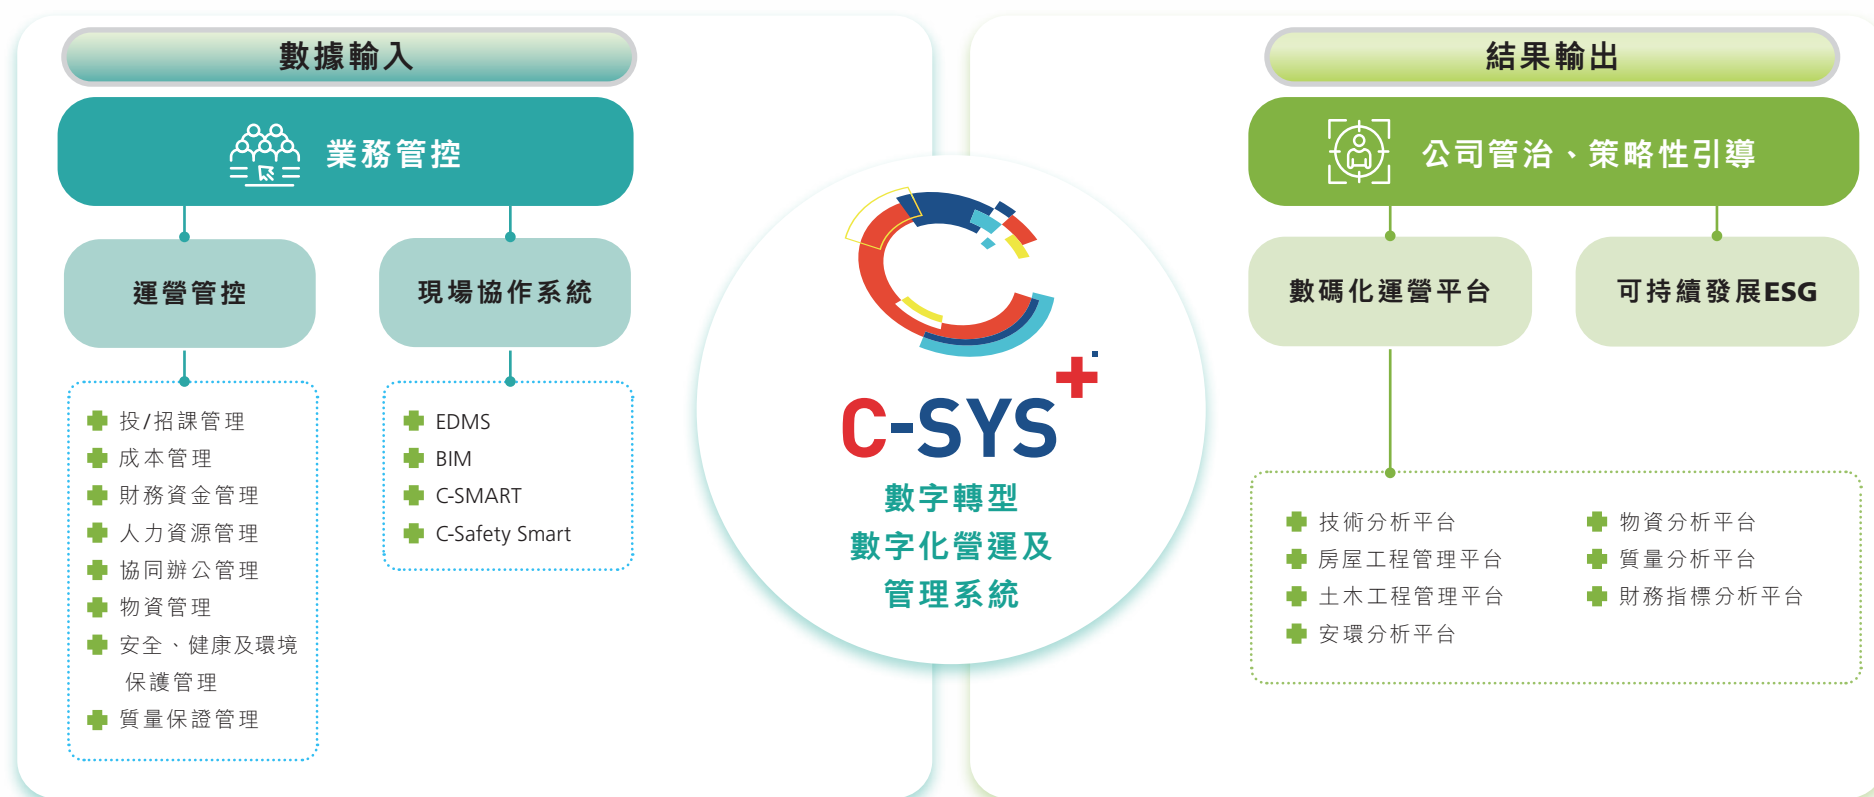 數據輸入
業務管控
運營管控
投/招課管理
成本管理
財務資金管理
人力資源管理
協同辦公管理
物資管理
安全、健康及環境
保護管理
質量保證管理
現場協作系統
EDMS
BIM
C-SMART
C-Safety Smart
C-SYS+
數字轉型
數字化營運及
管理系統
結果輸出
公司管治、策略性引導
數碼化運營平台
可持續發展ESG
技術分析平台
房屋工程管理平台
土木工程管理平台
安環分析平台
物資分析平台
質量分析平台
財務指標分析平台